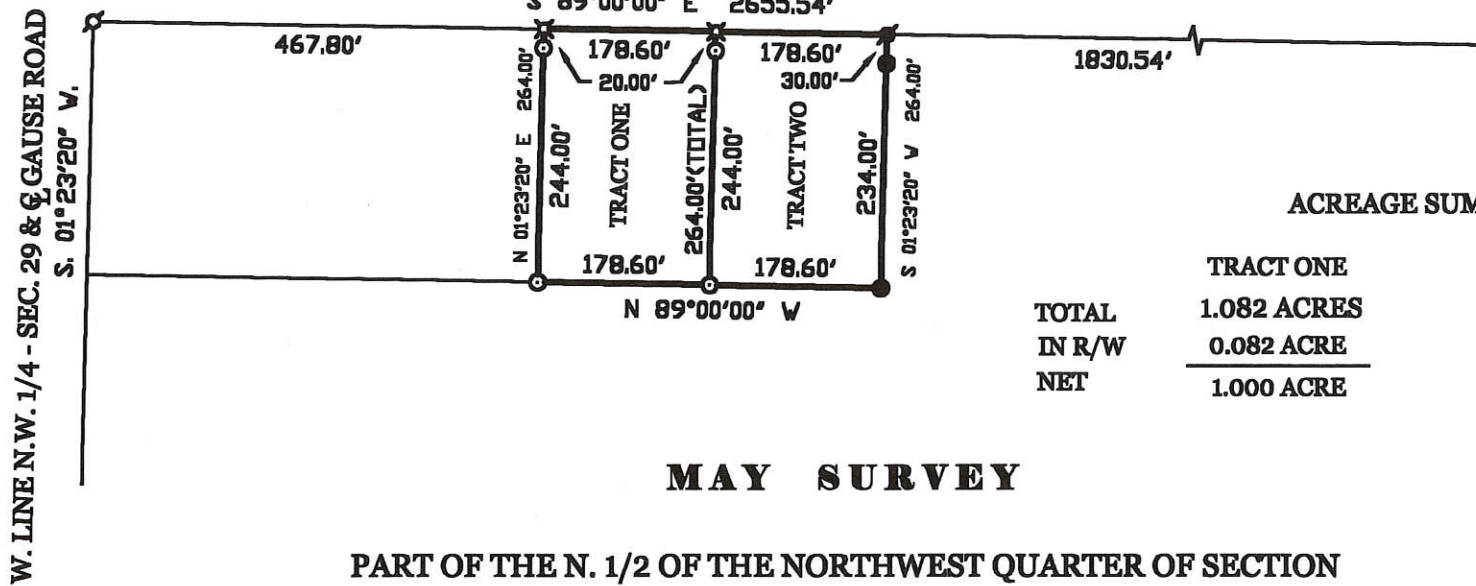 S 89°00'00" E 2655.54'
467.80'
178.60'
178.60'
1830.54'
20.00'
30.00'
W. LINE N.W. 1/4 - SEC. 29 & ℄ GAUSE ROAD
S. 01°23'20" W.
N 01°23'20" E 264.00'
244.00'
TRACT ONE
264.00'(TOTAL)
244.00'
TRACT TWO
234.00'
S 01°23'20" W 264.00'
178.60'
178.60'
N 89°00'00" W
ACREAGE SUM
TRACT ONE
TOTAL 1.082 ACRES
IN R/W 0.082 ACRE
NET 1.000 ACRE
MAY SURVEY
PART OF THE N. 1/2 OF THE NORTHWEST QUARTER OF SECTION